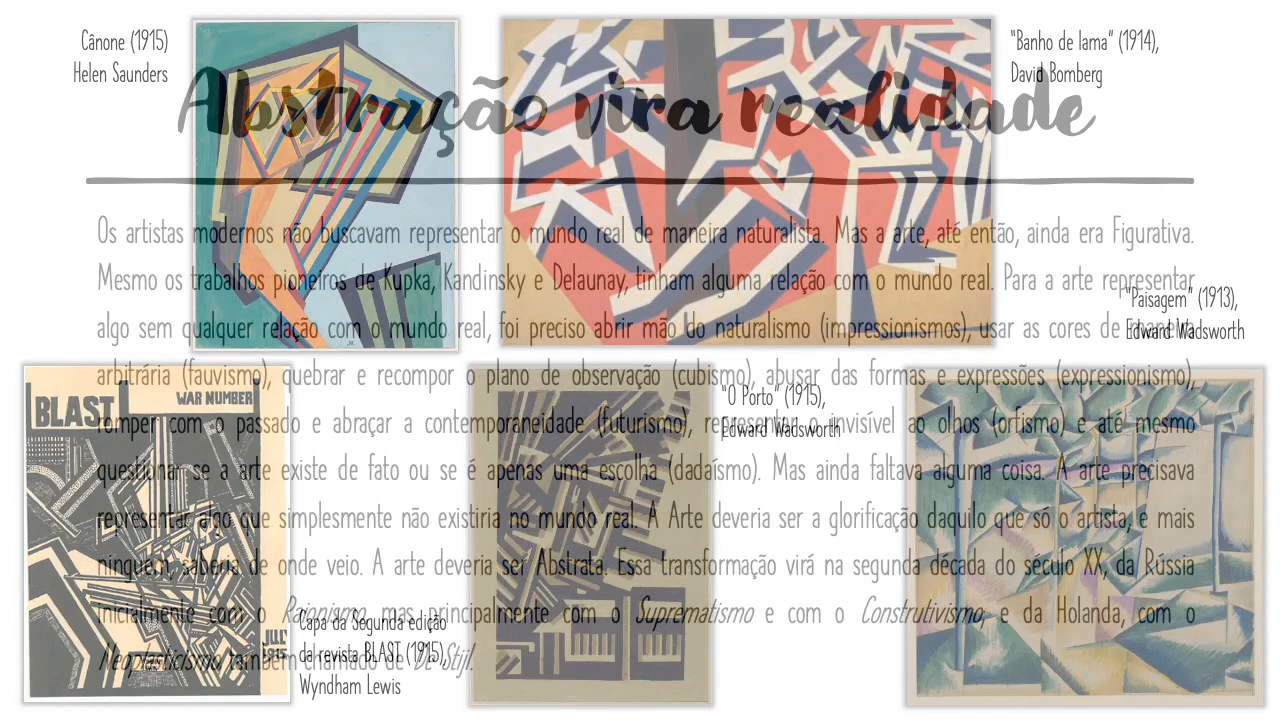 Cânone (1915)
Helen Saunders
"Banho de lama" (1914),
David Bomberg
Abstração vira realidade
Os artistas modernos não buscavam representar o mundo real de maneira naturalista. Mas a arte, até então, ainda era Figurativa.
Mesmo os trabalhos pioneiros de Kupka, Kandinsky e Delaunay, tinham alguma relação com o mundo real. Para a arte representar
algo sem qualquer relação com o mundo real, foi preciso abrir mão do naturalismo (impressionismos), usar as cores de maneira
arbitrária (fauvismo), quebrar e recompor o plano de observação (cubismo), abusar das formas e expressões (expressionismo),
romper com o passado e abraçar a contemporaneidade (futurismo), representar o invisível ao olhos (orfismo) e até mesmo
questionar se a arte existe de fato ou se é apenas uma escolha (dadaísmo). Mas ainda faltava alguma coisa. A arte precisava
representar algo que simplesmente não existiria no mundo real. A Arte deveria ser a glorificação daquilo que só o artista, e mais
ninguém, saberia de onde veio. A arte deveria ser Abstrata. Essa transformação virá na segunda década do século XX, da Rússia
inicialmente com o Raionismo, mas principalmente com o Suprematismo e com o Construtivismo, e da Holanda, com o
Neoplasticismo também chamado de De Stijl.
"Paisagem" (1913),
Edward Wadsworth
"O Porto" (1915),
Edward Wadsworth
BLAST
WAR NUMBER
JULY
1915
Capa da Segunda edição
da revista BLAST (1915),
Wyndham Lewis